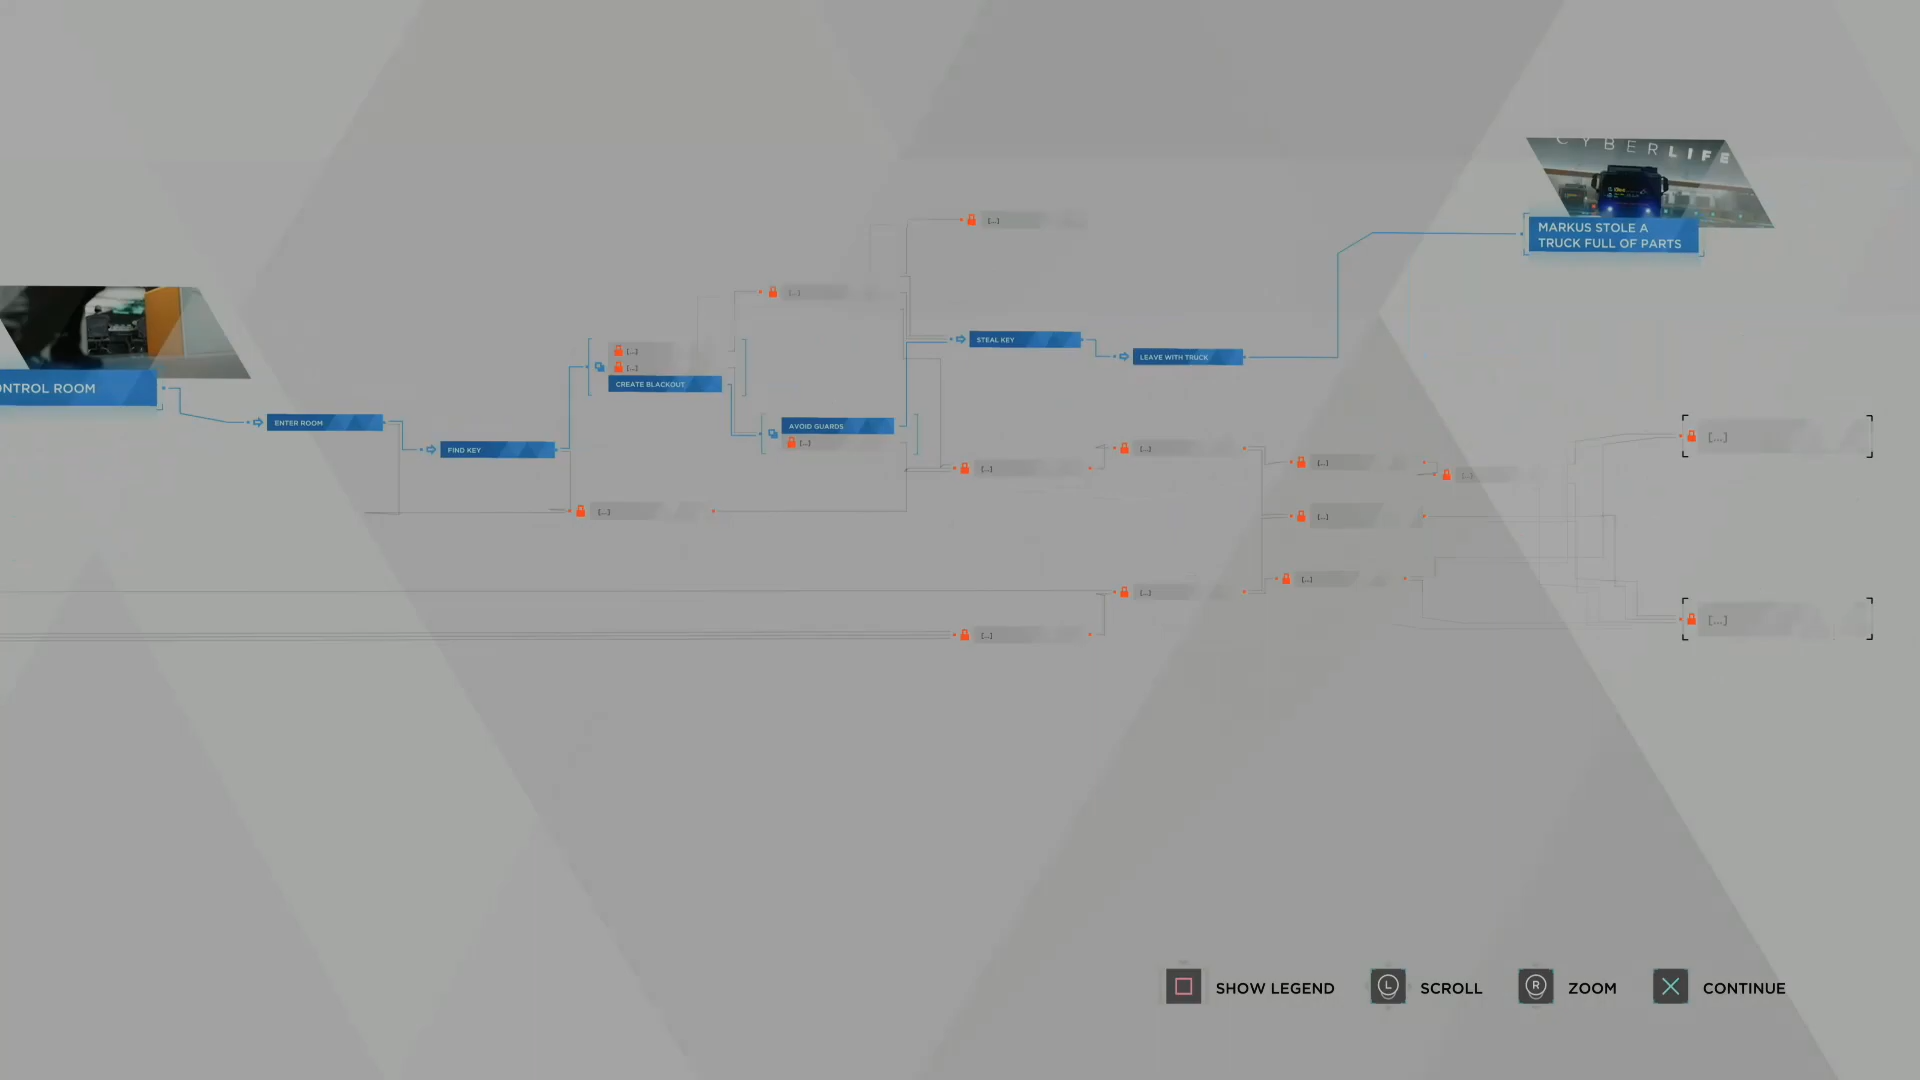 CYBERLIFE
MARKUS STOLE A
TRUCK FULL OF PARTS
[...]
[...]
STEAL KEY
[...]
LEAVE WITH TRUCK
[...]
CREATE BLACKOUT
ONTROL ROOM
ENTER ROOM
AVOID GUARDS
[...]
FIND KEY
[...]
[...]
[...]
[...]
[...]
[...]
[...]
[...]
[...]
[...]
[...]
[...]
SHOW LEGEND
L
SCROLL
R
ZOOM
CONTINUE